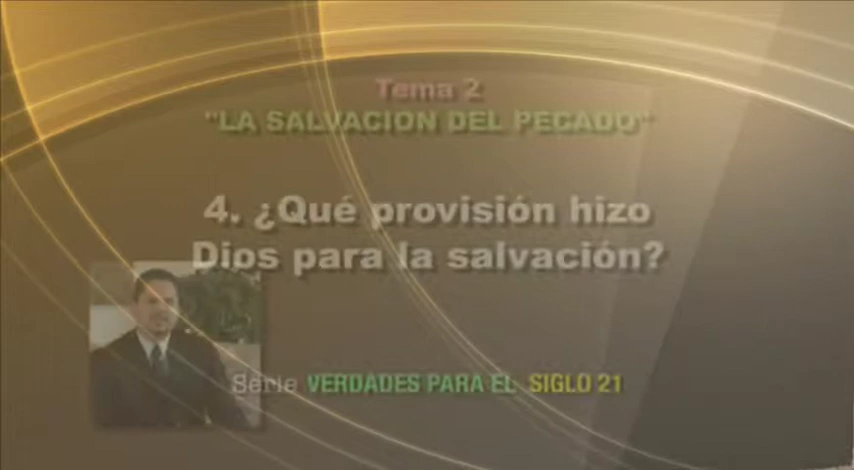 Tema 2
"LA SALVACION DEL PECADO"
4. ¿Qué provisión hizo
Dios para la salvación?
Serie VERDADES PARA EL SIGLO 21